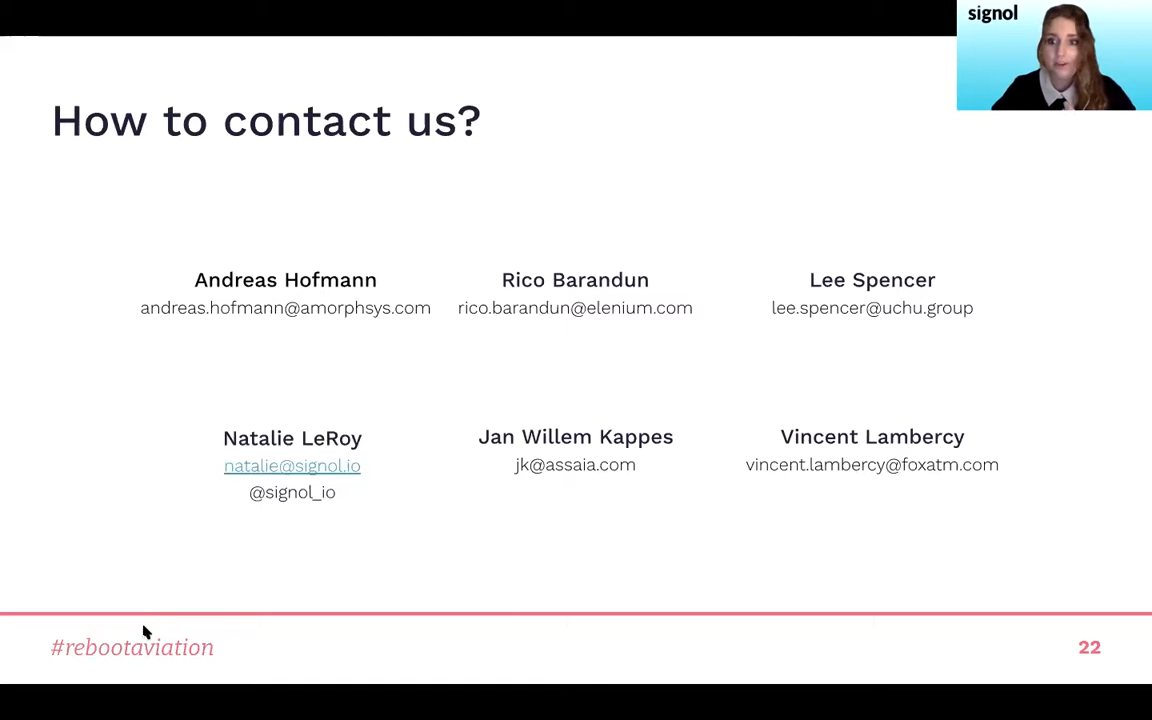 signol
How to contact us?
Andreas Hofmann
andreas.hofmann@amorphsys.com
Rico Barandun
rico.barandun@elenium.com
Lee Spencer
lee.spencer@uchu.group
Natalie LeRoy
natalie@signol.io
@signol_io
Jan Willem Kappes
jk@assaia.com
Vincent Lambercy
vincent.lambercy@foxatm.com
#rebootaviation
22